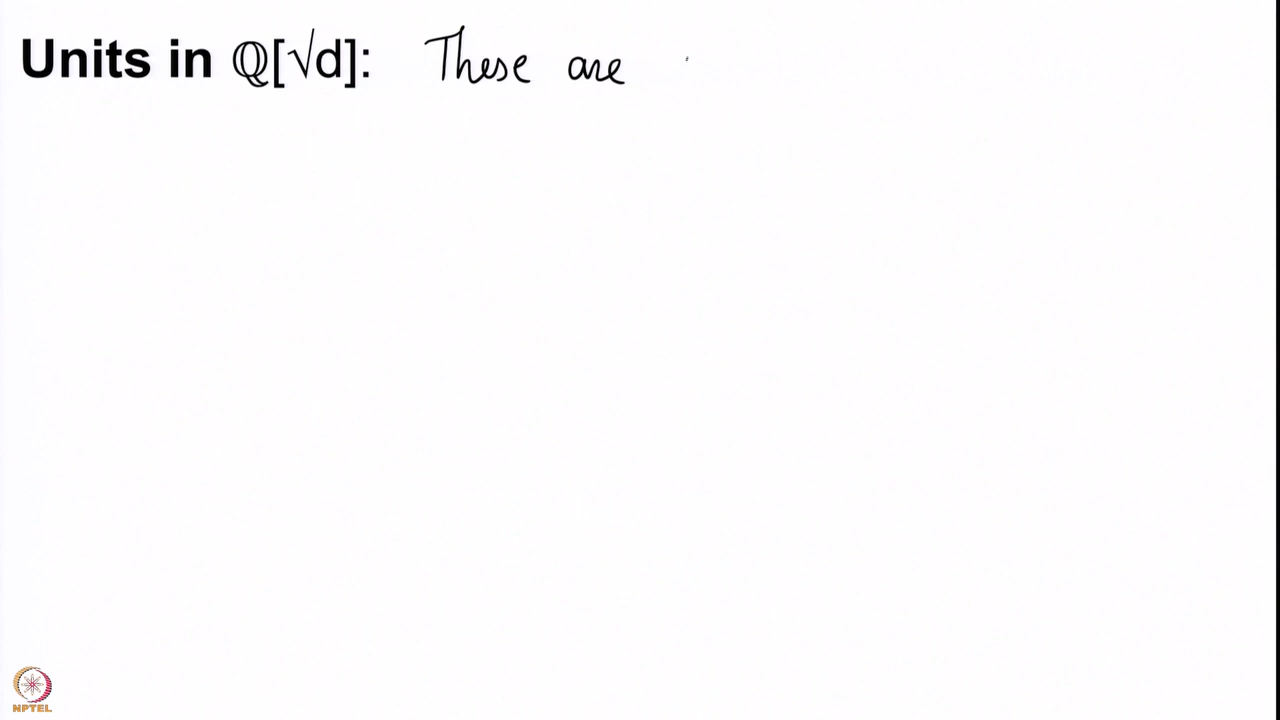 Units in ℚ[√d]: These are
NPTEL